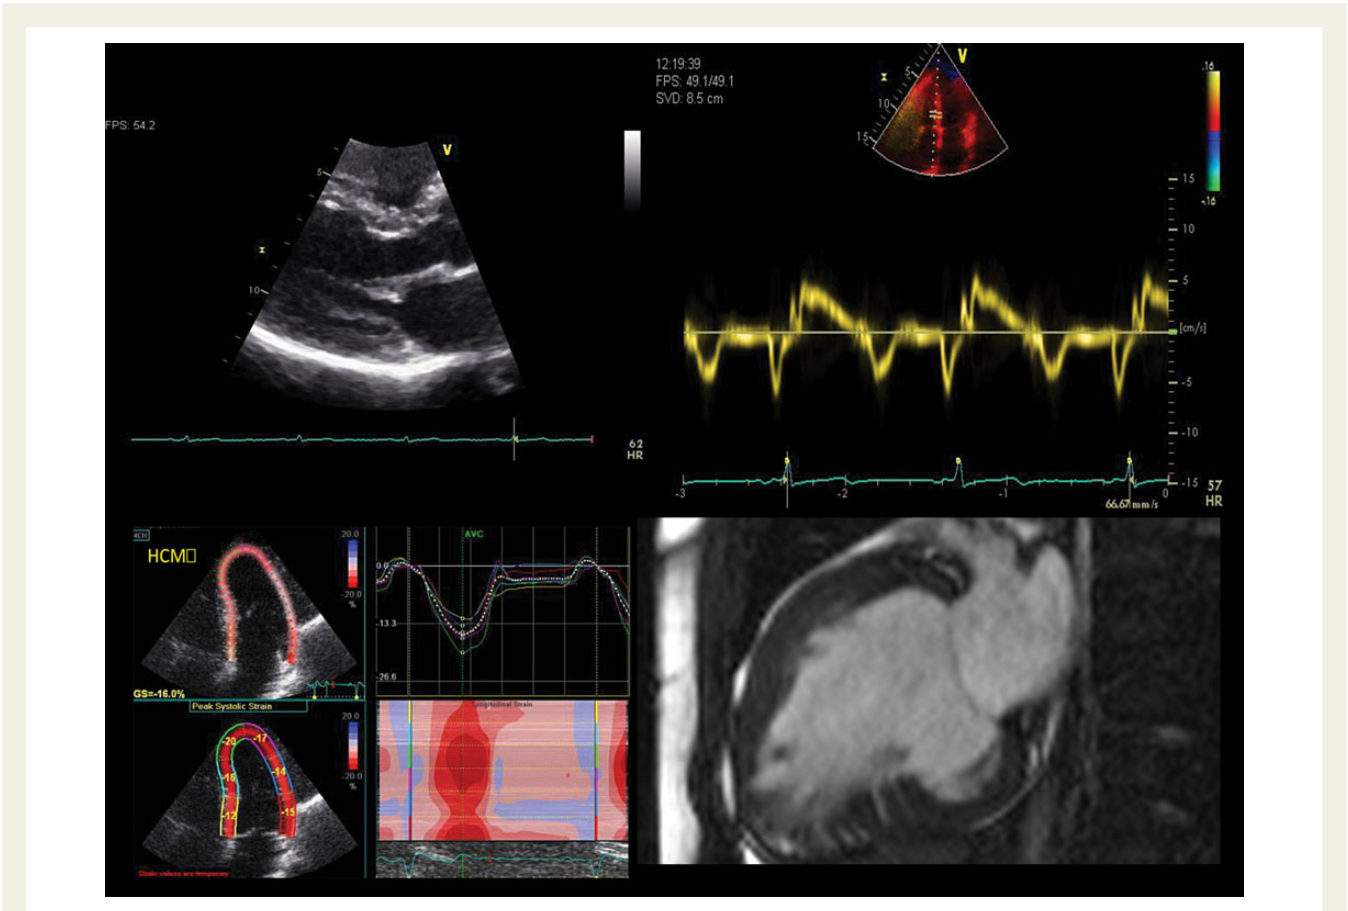 FPS: 54.2
V
5
10
62
HR
12:19:39
FPS: 49.1/49.1
SVD: 8.5 cm
V
5
10
15
.16
-.16
15
10
5
[cm/s]
-5
-10
-15
-3
-2
-1
0
66.67 mm/s
57
HR
4CH
HCM□
20.0
-20.0
%
GS=-16.0%
AVC
0.0
-13.3
-26.6
Peak Systolic Strain
20.0
-20.0
%
-20
-17
-16
-14
-12
-15
Strain values are temporary
Longitudinal Strain